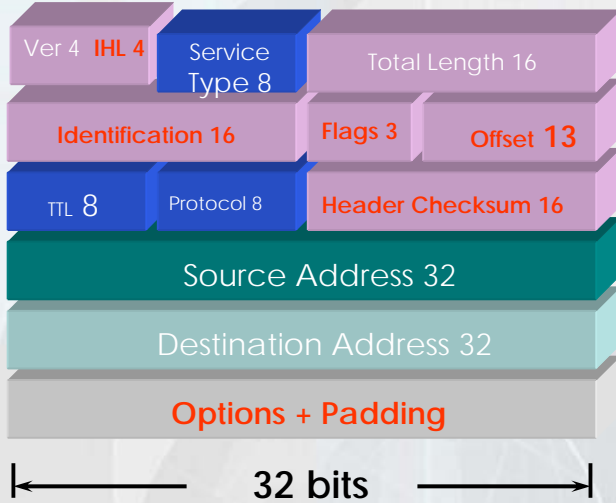 Ver 4 IHL 4
Service
Type 8
Total Length 16
Identification 16
Flags 3
Offset 13
TTL 8
Protocol 8
Header Checksum 16
Source Address 32
Destination Address 32
Options + Padding
32 bits